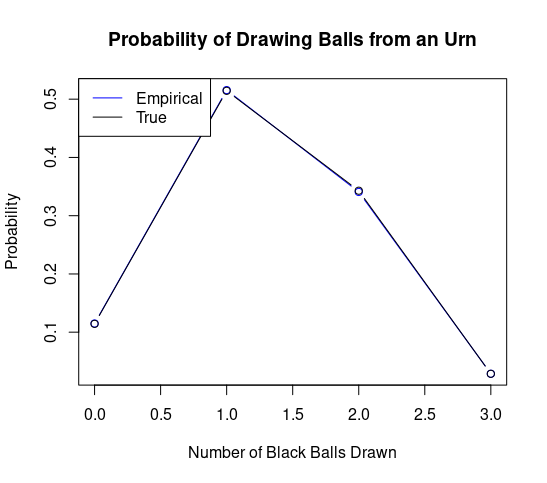 Probability of Drawing Balls from an Urn
Empirical
True
Probability
0.5
0.4
0.3
0.2
0.1
0.0 0.5 1.0 1.5 2.0 2.5 3.0
Number of Black Balls Drawn